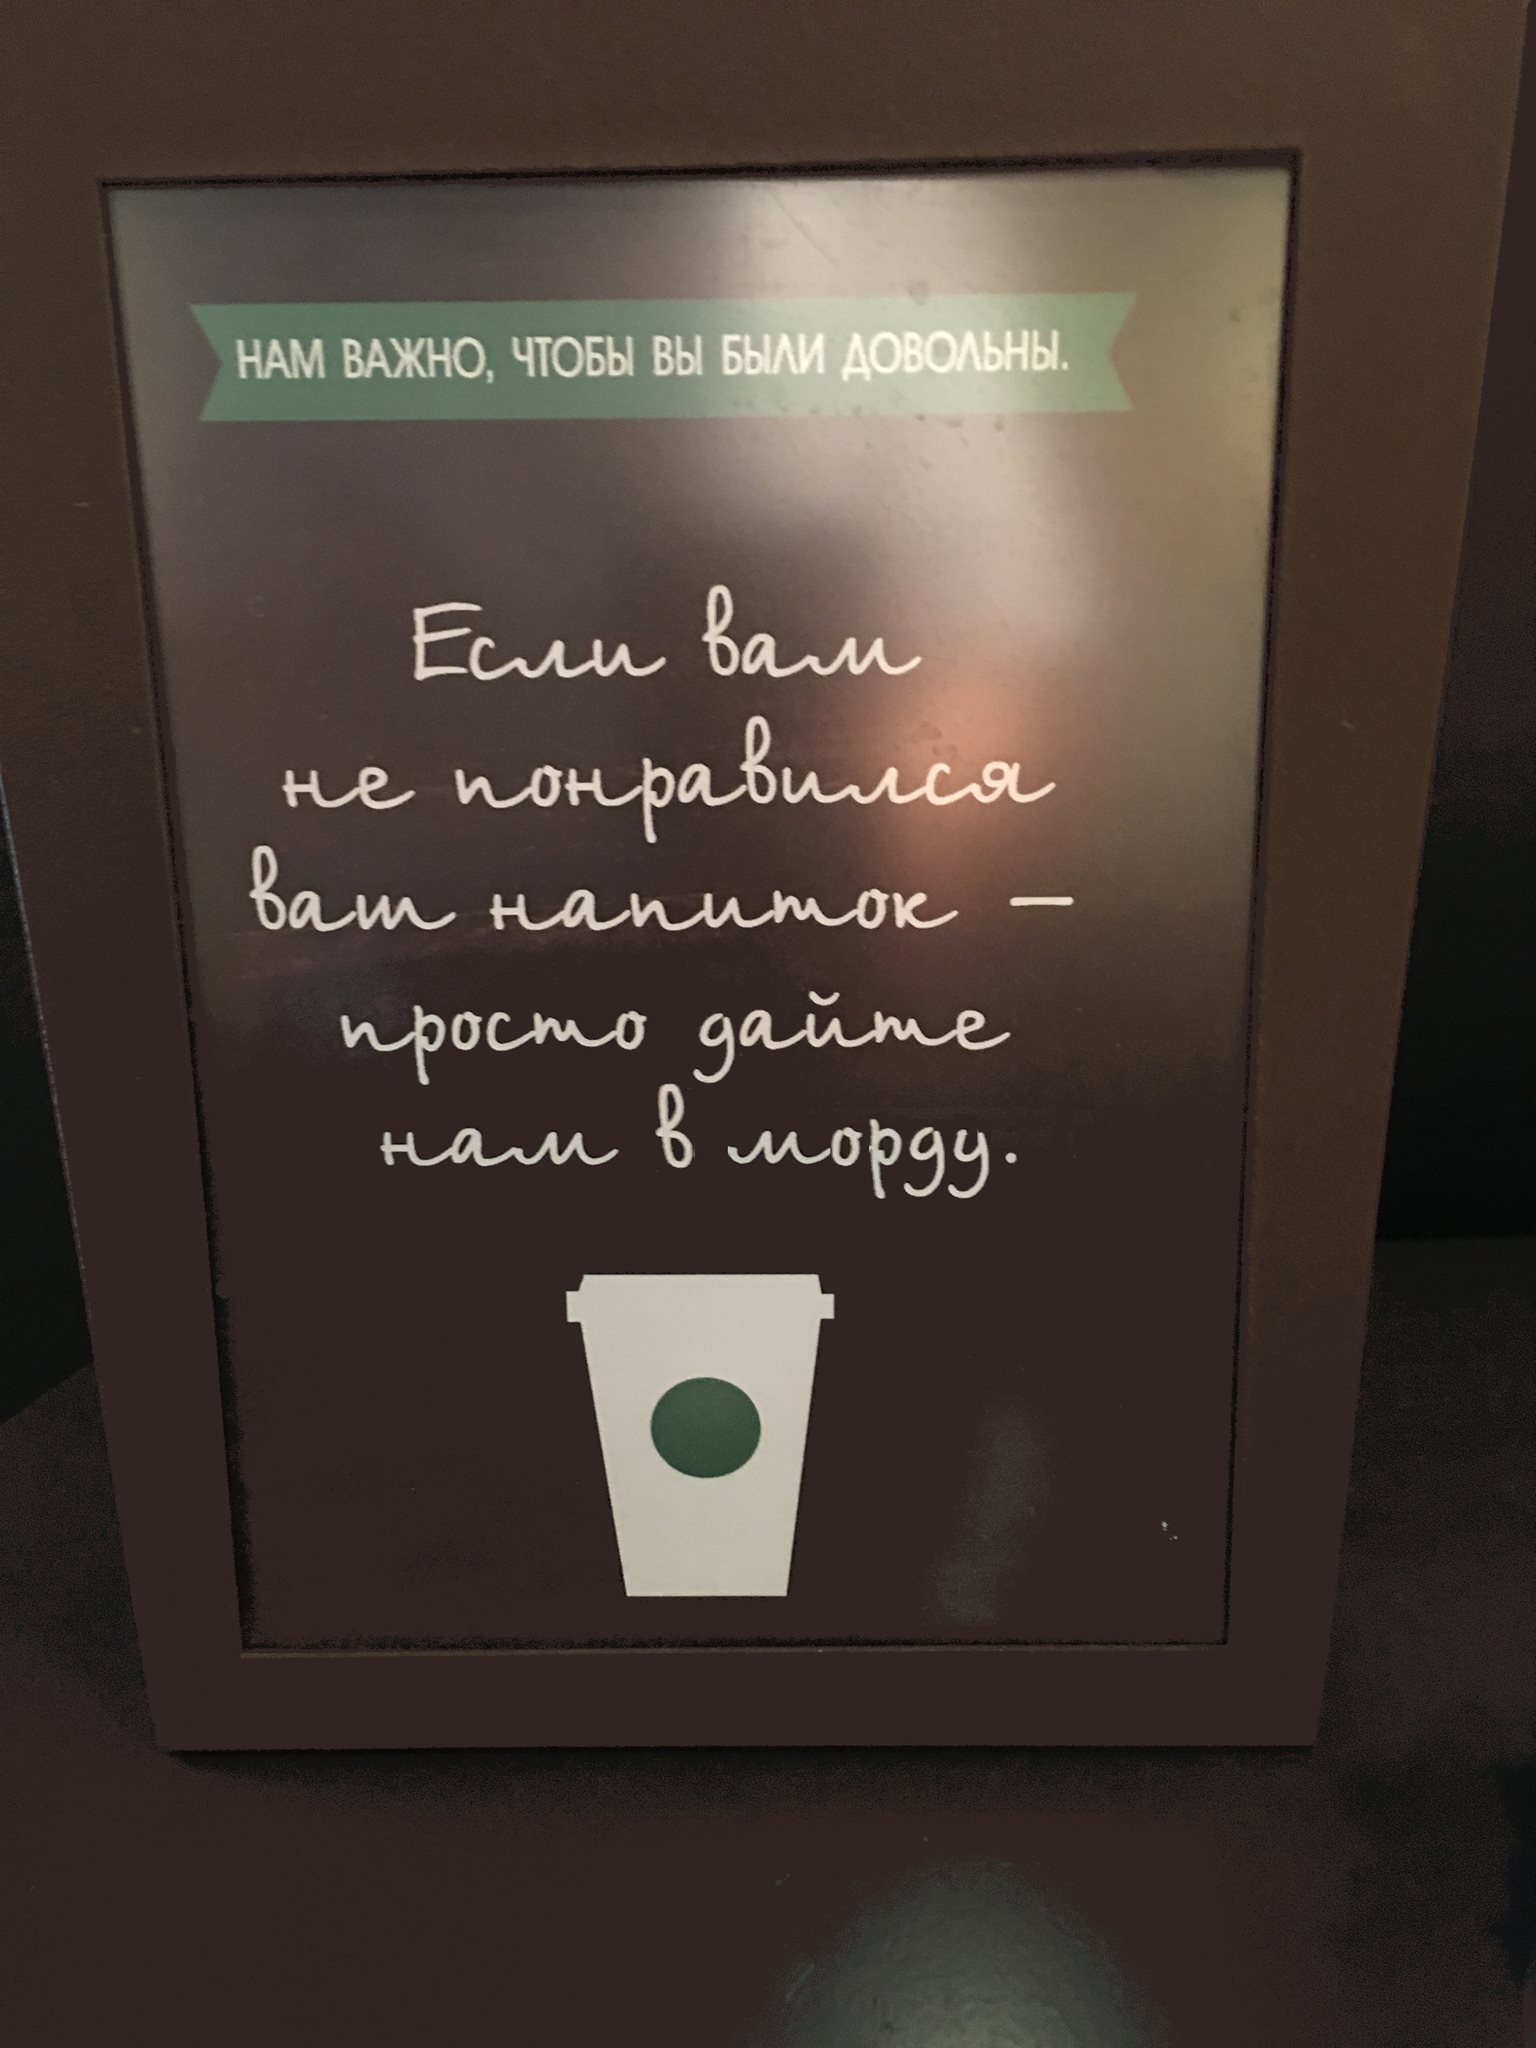 НАМ ВАЖНО, ЧТОБЫ ВЫ БЫЛИ ДОВОЛЬНЫ.
Если вам
не понравился
ваш напиток —
просто дайте
нам в морду.